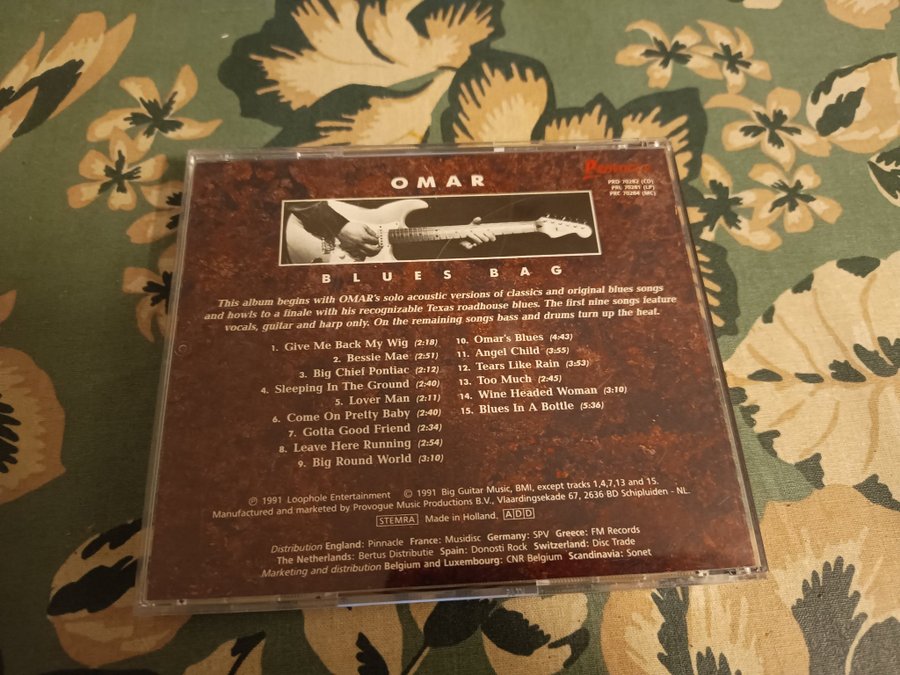 OMAR
Provogue
PRD 70282 (CD)
PRL 70281 (LP)
PRC 70284 (MC)
BLUES BAG
This album begins with OMAR's solo acoustic versions of classics and original blues songs
and howls to a finale with his recognizable Texas roadhouse blues. The first nine songs feature
vocals, guitar and harp only. On the remaining songs bass and drums turn up the heat.
1. Give Me Back My Wig (2:18)
2. Bessie Mae (2:51)
3. Big Chief Pontiac (2:12)
4. Sleeping In The Ground (2:40)
5. Lover Man (2:11)
6. Come On Pretty Baby (2:40)
7. Gotta Good Friend (2:34)
8. Leave Here Running (2:54)
9. Big Round World (3:10)
10. Omar's Blues (4:43)
11. Angel Child (3:55)
12. Tears Like Rain (3:53)
13. Too Much (2:45)
14. Wine Headed Woman (3:10)
15. Blues In A Bottle (5:36)
℗ 1991 Loophole Entertainment © 1991 Big Guitar Music, BMI, except tracks 1,4,7,13 and 15.
Manufactured and marketed by Provogue Music Productions B.V., Vlaardingsekade 67, 2636 BD Schipluiden - NL.
STEMRA Made in Holland. ADD
Distribution England: Pinnacle France: Musidisc Germany: SPV Greece: FM Records
The Netherlands: Bertus Distributie Spain: Donosti Rock Switzerland: Disc Trade
Marketing and distribution Belgium and Luxembourg: CNR Belgium Scandinavia: Sonet